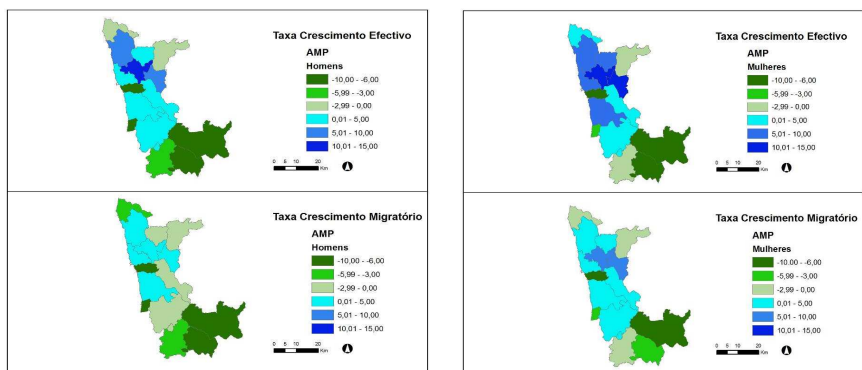 Taxa Crescimento Efectivo
AMP
Homens
-10,00 - -6,00
-5,99 - -3,00
-2,99 - 0,00
0,01 - 5,00
5,01 - 10,00
10,01 - 15,00
0 5 10 20
Km
Taxa Crescimento Efectivo
AMP
Mulheres
-10,00 - -6,00
-5,99 - -3,00
-2,99 - 0,00
0,01 - 5,00
5,01 - 10,00
10,01 - 15,00
0 5 10 20
Km
Taxa Crescimento Migratório
AMP
Homens
-10,00 - -6,00
-5,99 - -3,00
-2,99 - 0,00
0,01 - 5,00
5,01 - 10,00
10,01 - 15,00
0 5 10 20
Km
Taxa Crescimento Migratório
AMP
Mulheres
-10,00 - -6,00
-5,99 - -3,00
-2,99 - 0,00
0,01 - 5,00
5,01 - 10,00
10,01 - 15,00
0 5 10 20
Km